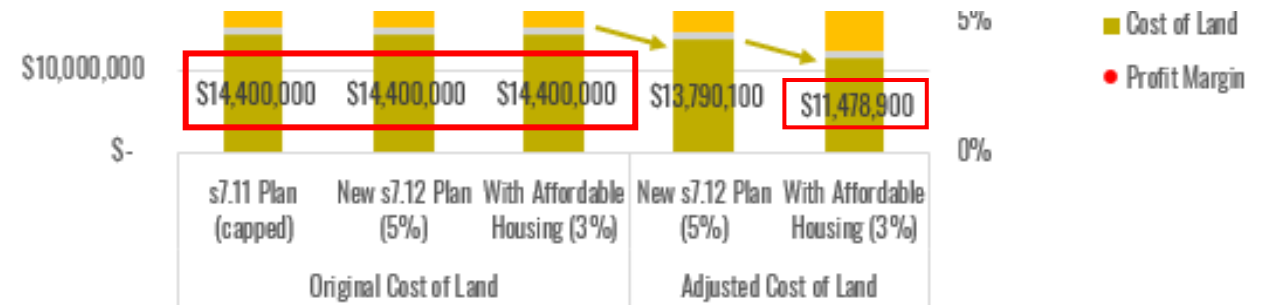 5%
Cost of Land
$10,000,000
Profit Margin
$14,400,000 $14,400,000 $14,400,000 $13,790,100 $11,478,900
$-
0%
s7.11 Plan
(capped)
New s7.12 Plan
(5%)
With Affordable
Housing (3%)
New s7.12 Plan
(5%)
With Affordable
Housing (3%)
Original Cost of Land
Adjusted Cost of Land